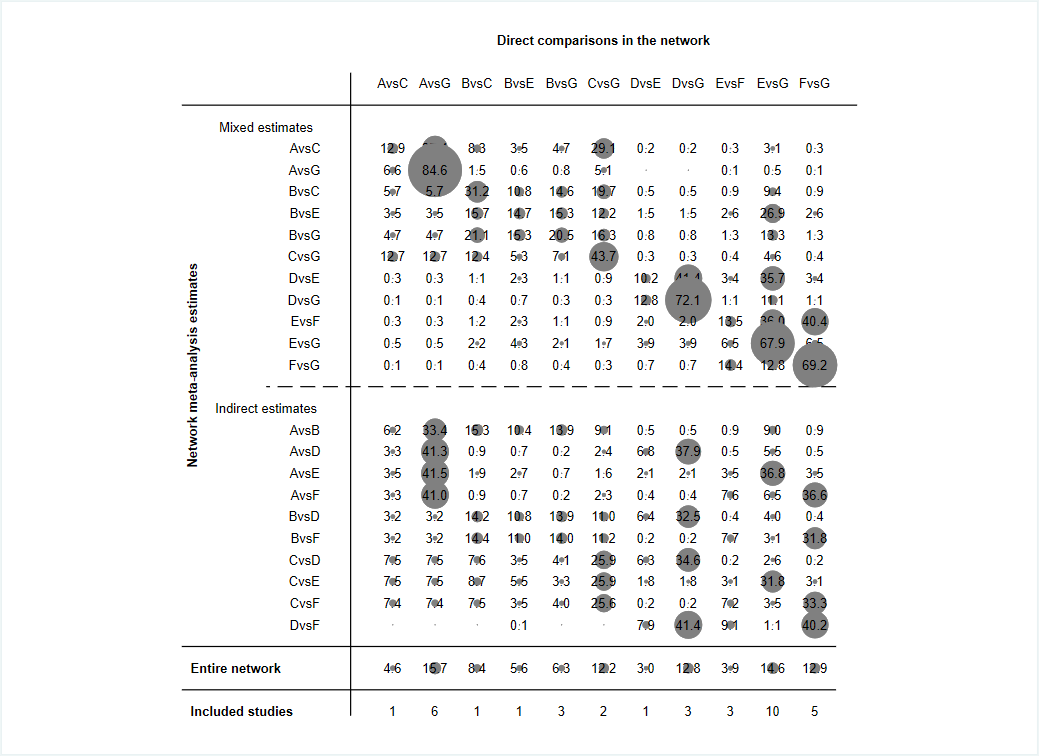 Direct comparisons in the network
AvsC AvsG BvsC BvsE BvsG CvsG DvsE DvsG EvsF EvsG FvsG
Network meta-analysis estimates
Mixed estimates
AvsC 12.9 8.3 3.5 4.7 29.1 0.2 0.2 0.3 3.1 0.3
AvsG 6.6 84.6 1.5 0.6 0.8 5.1 . . 0.1 0.5 0.1
BvsC 5.7 5.7 31.2 10.8 14.6 19.7 0.5 0.5 0.9 9.4 0.9
BvsE 3.5 3.5 15.7 14.7 15.3 12.2 1.5 1.5 2.6 26.9 2.6
BvsG 4.7 4.7 21.1 15.3 20.5 16.3 0.8 0.8 1.3 13.3 1.3
CvsG 12.7 12.7 12.4 5.3 7.1 43.7 0.3 0.3 0.4 4.6 0.4
DvsE 0.3 0.3 1.1 2.3 1.1 0.9 10.2 41.4 3.4 35.7 3.4
DvsG 0.1 0.1 0.4 0.7 0.3 0.3 12.8 72.1 1.1 11.1 1.1
EvsF 0.3 0.3 1.2 2.3 1.1 0.9 2.0 2.0 13.5 36.0 40.4
EvsG 0.5 0.5 2.2 4.3 2.1 1.7 3.9 3.9 6.5 67.9 6.5
FvsG 0.1 0.1 0.4 0.8 0.4 0.3 0.7 0.7 14.4 12.8 69.2
Indirect estimates
AvsB 6.2 33.4 15.3 10.4 13.9 9.1 0.5 0.5 0.9 9.0 0.9
AvsD 3.3 41.3 0.9 0.7 0.2 2.4 6.8 37.9 0.5 5.5 0.5
AvsE 3.5 41.5 1.9 2.7 0.7 1.6 2.1 2.1 3.5 36.8 3.5
AvsF 3.3 41.0 0.9 0.7 0.2 2.3 0.4 0.4 7.6 6.5 36.6
BvsD 3.2 3.2 14.2 10.8 13.9 11.0 6.4 32.5 0.4 4.0 0.4
BvsF 3.2 3.2 14.4 11.0 14.0 11.2 0.2 0.2 7.7 3.1 31.8
CvsD 7.5 7.5 7.6 3.5 4.1 25.9 6.3 34.6 0.2 2.6 0.2
CvsE 7.5 7.5 8.7 5.5 3.3 25.9 1.8 1.8 3.1 31.8 3.1
CvsF 7.4 7.4 7.5 3.5 4.0 25.6 0.2 0.2 7.2 3.5 33.3
DvsF . . . 0.1 . . 7.9 41.4 9.1 1.1 40.2
Entire network 4.6 15.7 8.4 5.6 6.3 12.2 3.0 12.8 3.9 14.6 12.9
Included studies 1 6 1 1 3 2 1 3 3 10 5